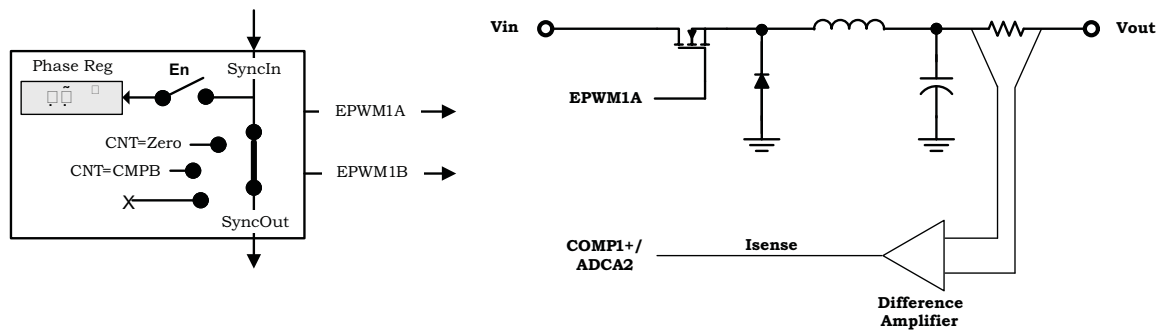 Phase Reg
En
SyncIn
CNT=Zero
CNT=CMPB
X
SyncOut
EPWM1A
EPWM1B
Vin
Vout
EPWM1A
COMP1+/
ADCA2
Isense
Difference
Amplifier